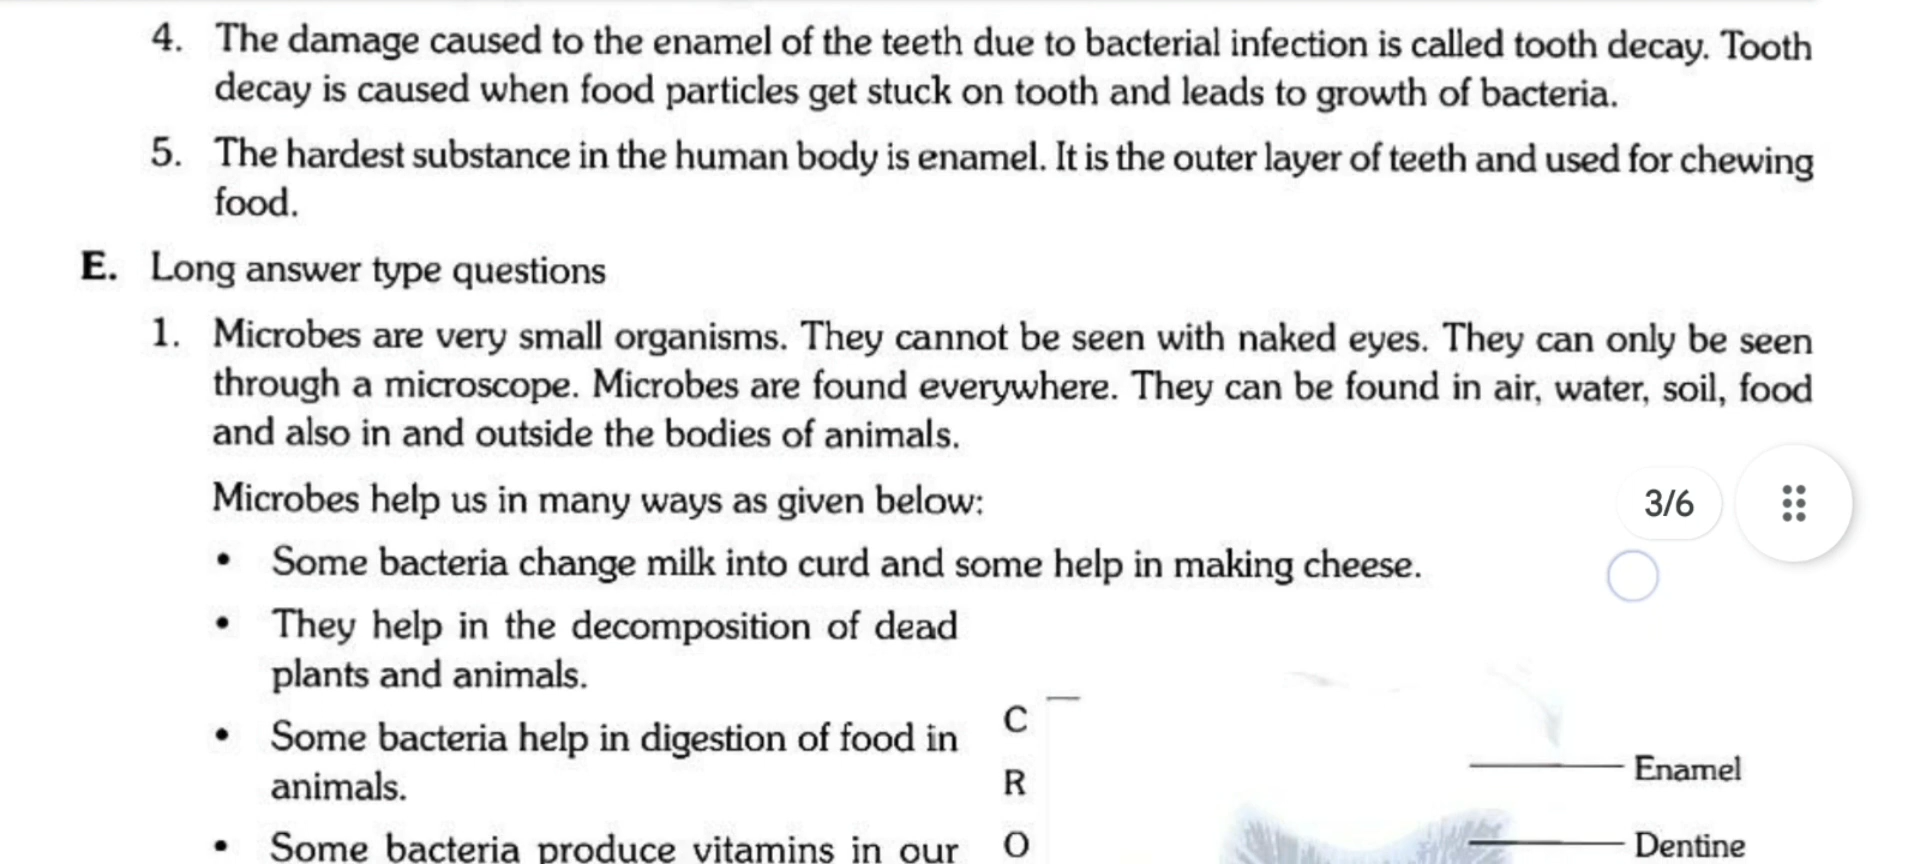 4. The damage caused to the enamel of the teeth due to bacterial infection is called tooth decay. Tooth
decay is caused when food particles get stuck on tooth and leads to growth of bacteria.
5. The hardest substance in the human body is enamel. It is the outer layer of teeth and used for chewing
food.
E. Long answer type questions
1. Microbes are very small organisms. They cannot be seen with naked eyes. They can only be seen
through a microscope. Microbes are found everywhere. They can be found in air, water, soil, food
and also in and outside the bodies of animals.
Microbes help us in many ways as given below:
3/6
• Some bacteria change milk into curd and some help in making cheese.
• They help in the decomposition of dead
plants and animals.
• Some bacteria help in digestion of food in
animals.
• Some bacteria produce vitamins in our
C
R
O
Enamel
Dentine